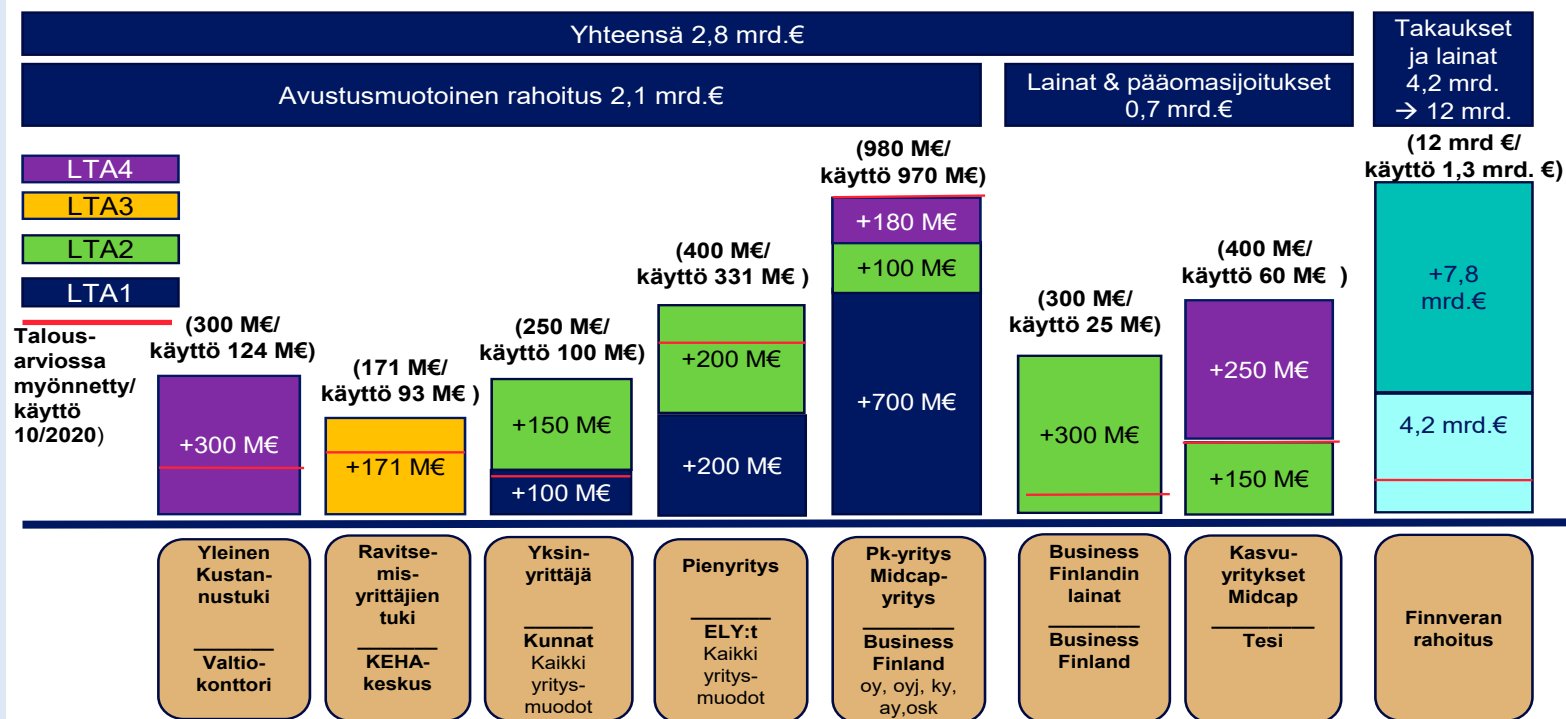 Yhteensä 2,8 mrd.€
Takaukset
ja lainat
4,2 mrd.
→ 12 mrd.
Avustusmuotoinen rahoitus 2,1 mrd.€
Lainat & pääomasijoitukset
0,7 mrd.€
LTA4
LTA3
LTA2
LTA1
Talous-
arviossa
myönnetty/
käyttö
10/2020)
(300 M€/
käyttö 124 M€)
+300 M€
(171 M€/
käyttö 93 M€ )
+171 M€
(250 M€/
käyttö 100 M€)
+150 M€
+100 M€
(400 M€/
käyttö 331 M€ )
+200 M€
+200 M€
(980 M€/
käyttö 970 M€)
+180 M€
+100 M€
+700 M€
(300 M€/
käyttö 25 M€)
+300 M€
(400 M€/
käyttö 60 M€ )
+250 M€
+150 M€
(12 mrd €/
käyttö 1,3 mrd. €)
+7,8
mrd.€
4,2 mrd.€
Yleinen
Kustan-
nustuki
Valtio-
konttori
Ravitse-
mis-
yrittäjien
tuki
KEHA-
keskus
Yksin-
yrittäjä
Kunnat
Kaikki
yritys-
muodot
Pienyritys
ELY:t
Kaikki
yritys-
muodot
Pk-yritys
Midcap-
yritys
Business
Finland
oy, oyj, ky,
ay,osk
Business
Finlandin
lainat
Business
Finland
Kasvu-
yritykset
Midcap
Tesi
Finnveran
rahoitus